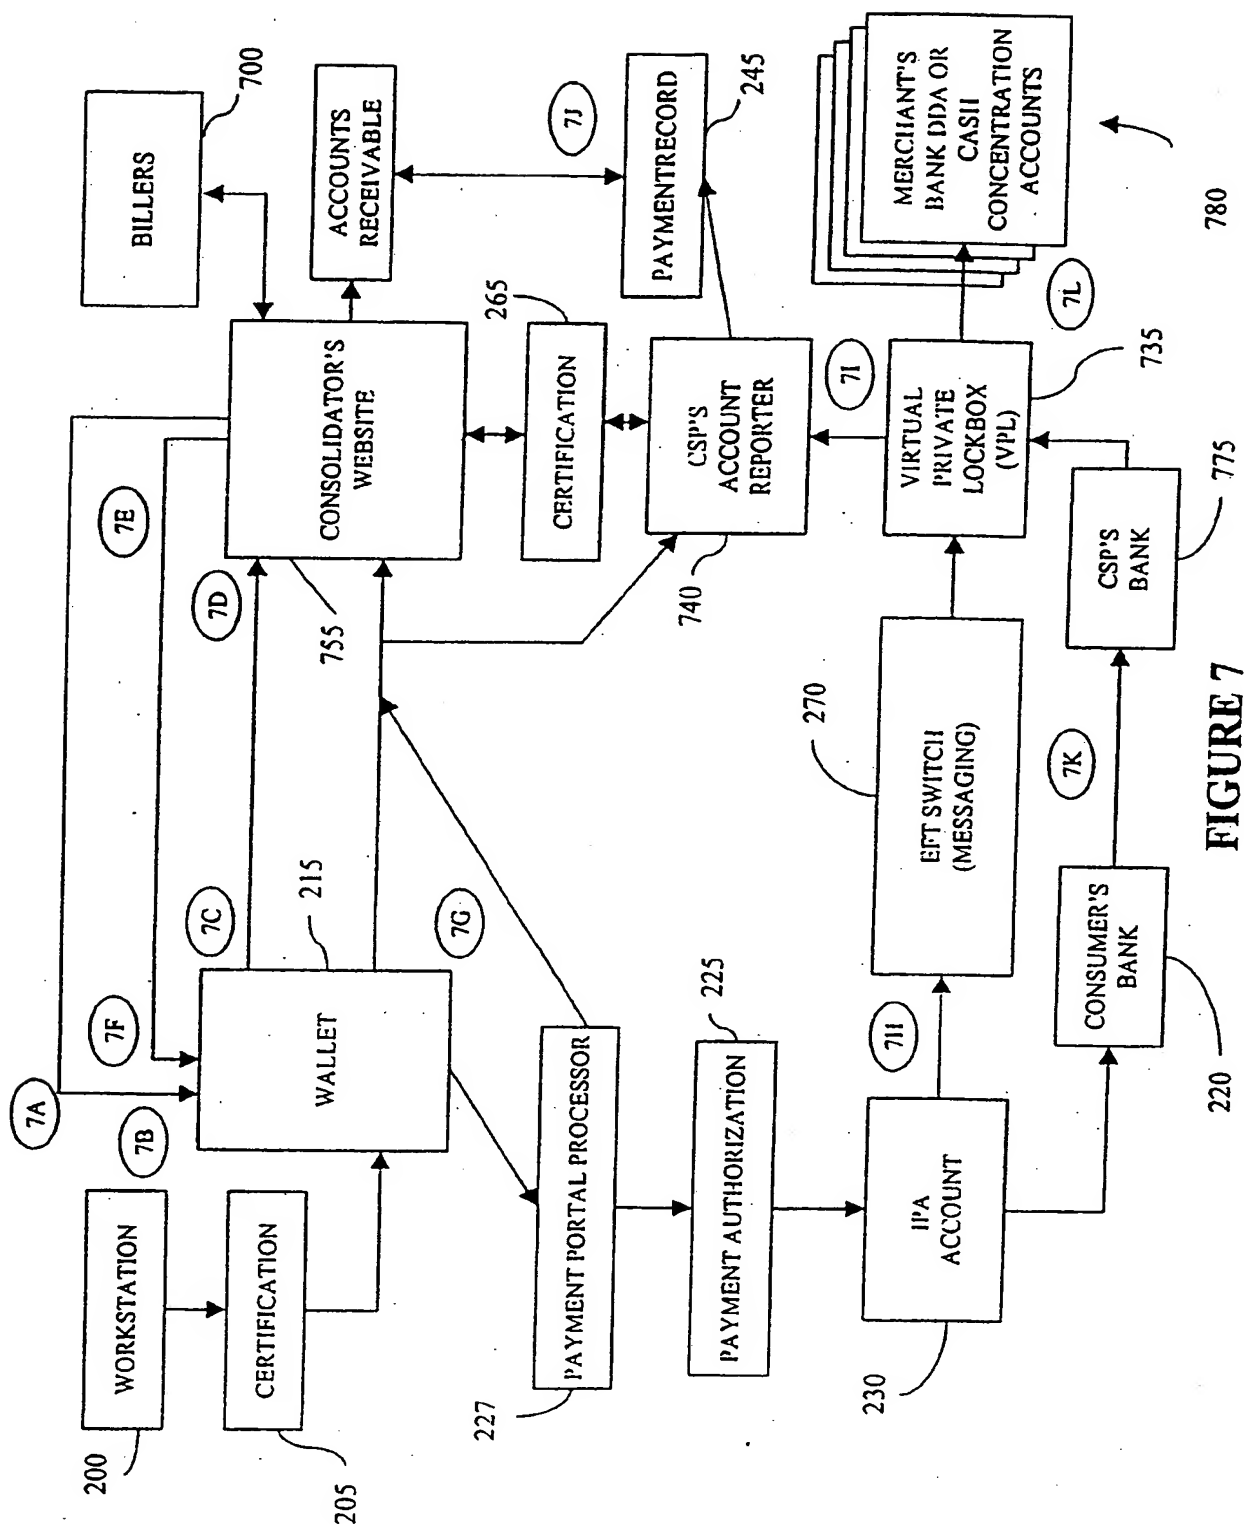 WORKSTATION
200
CERTIFICATION
205
7A
7B
7F
WALLET
215
7C
7D
7E
CONSOLIDATOR'S
WEBSITE
755
BILLERS
700
ACCOUNTS
RECEIVABLE
7J
PAYMENTRECORD
245
CERTIFICATION
265
CSP'S
ACCOUNT
REPORTER
740
7G
PAYMENT PORTAL PROCESSOR
227
PAYMENT AUTHORIZATION
225
IPA
ACCOUNT
230
7H
EFT SWITCH
(MESSAGING)
270
7I
VIRTUAL
PRIVATE
LOCKBOX
(VPL)
735
MERCHANT'S
BANK DDA OR
CASH
CONCENTRATION
ACCOUNTS
780
7L
CONSUMER'S
BANK
220
7K
CSP'S
BANK
775
FIGURE 7